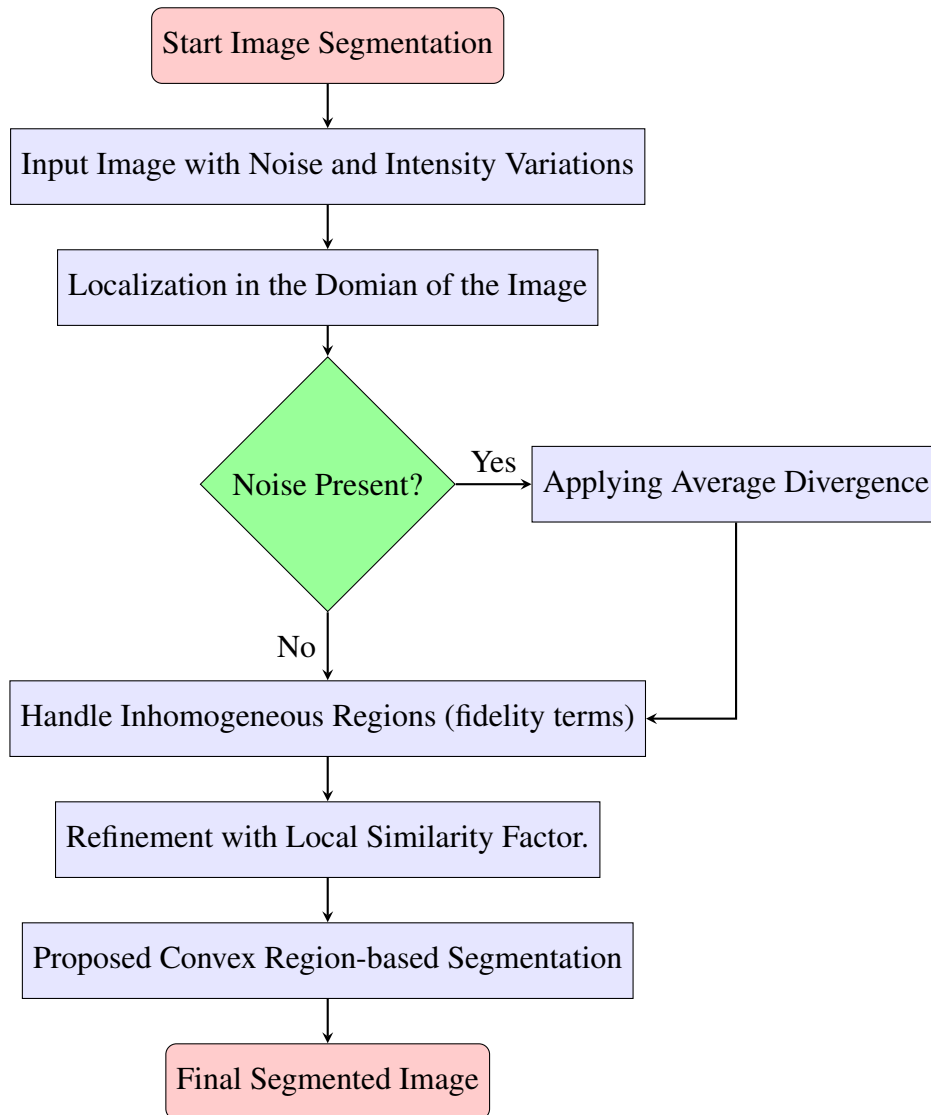 Start Image Segmentation
Input Image with Noise and Intensity Variations
Localization in the Domian of the Image
Noise Present?
Yes
Applying Average Divergence
No
Handle Inhomogeneous Regions (fidelity terms)
Refinement with Local Similarity Factor.
Proposed Convex Region-based Segmentation
Final Segmented Image